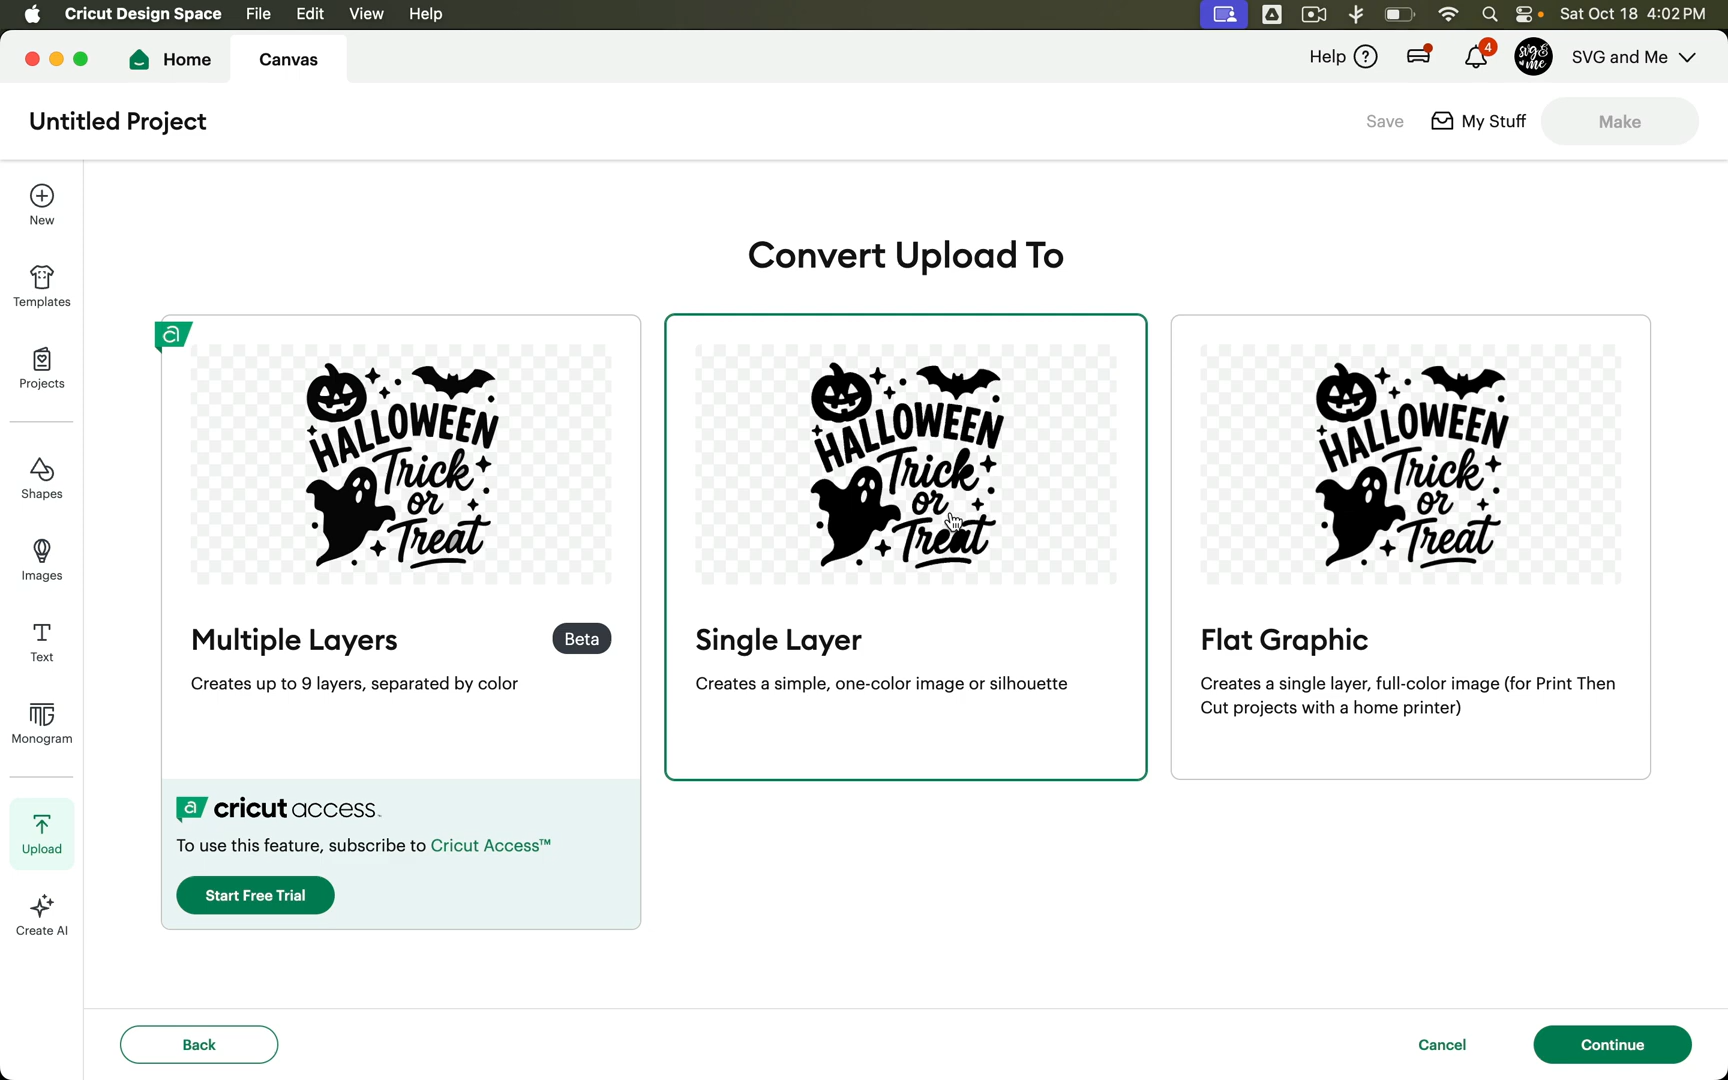 Cricut Design Space File Edit View Help Sat Oct 18 4:02 PM
Home Canvas Help 4 SVG and Me
svg & me
Untitled Project Save My Stuff Make
New
Templates
Projects
Shapes
Images
Text
Monogram
Upload
Create AI
Convert Upload To
HALLOWEEN
Trick
or
Treat
Multiple Layers Beta
Creates up to 9 layers, separated by color
cricut access™
To use this feature, subscribe to Cricut Access™
Start Free Trial
HALLOWEEN
Trick
or
Treat
Single Layer
Creates a simple, one-color image or silhouette
HALLOWEEN
Trick
or
Treat
Flat Graphic
Creates a single layer, full-color image (for Print Then
Cut projects with a home printer)
Back Cancel Continue